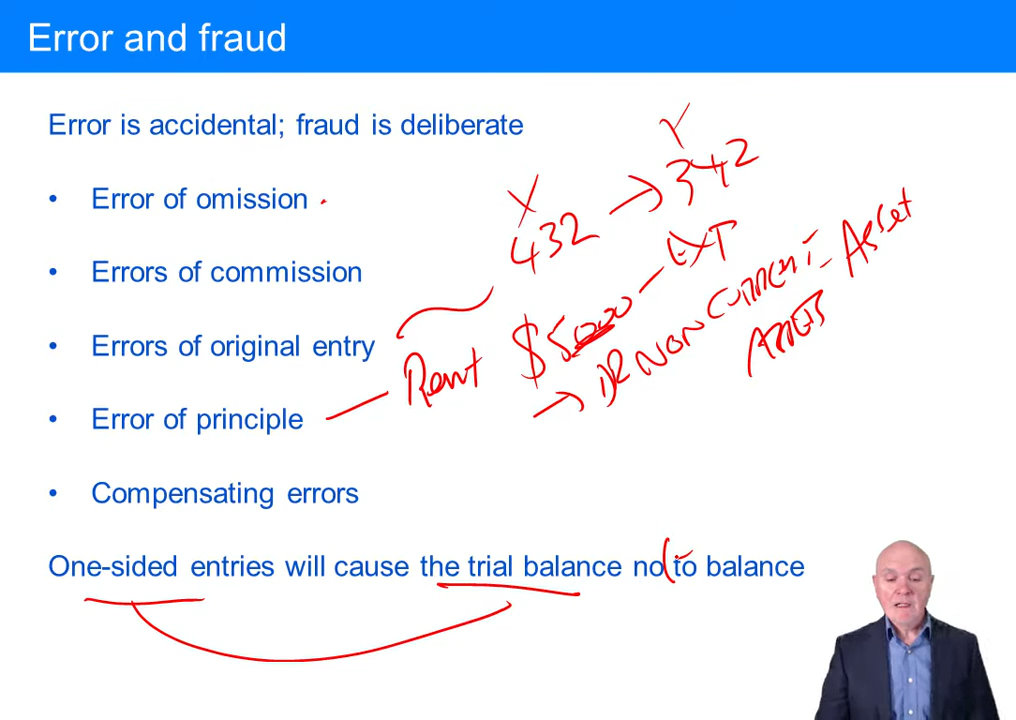 Error and fraud
Error is accidental; fraud is deliberate
• Error of omission
• Errors of commission
• Errors of original entry
• Error of principle
• Compensating errors
One-sided entries will cause the trial balance no to balance
432 → 342
Rent $5000 - EXT
→ DR NON CURRENT - Asset